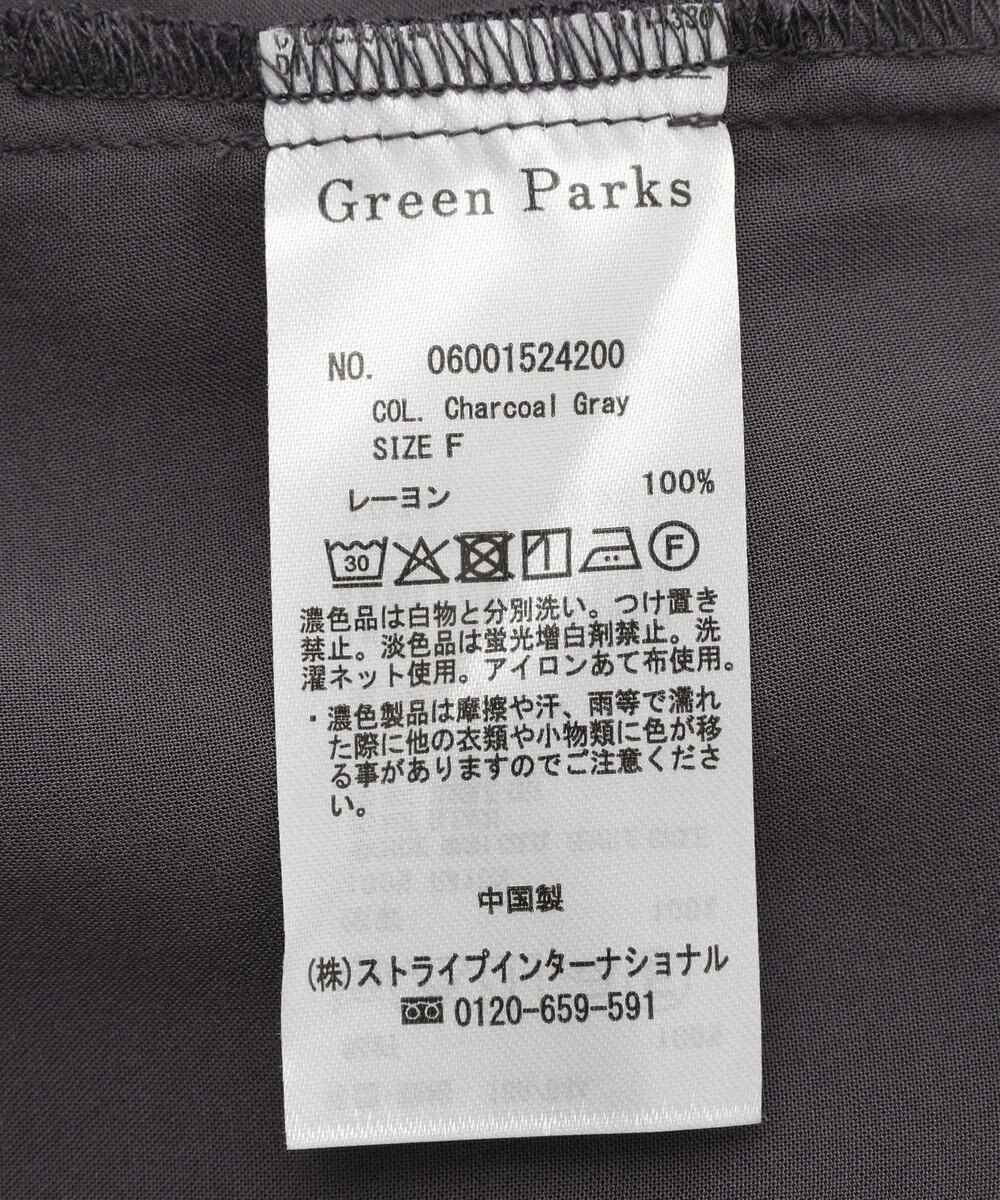 Green Parks
NO. 06001524200
COL. Charcoal Gray
SIZE F
レーヨン 100%
30 F
濃色品は白物と分別洗い。つけ置き
禁止。淡色品は蛍光増白剤禁止。洗
濯ネット使用。アイロンあて布使用。
・濃色製品は摩擦や汗、雨等で濡れ
た際に他の衣類や小物類に色が移
る事がありますのでご注意くださ
い。
中国製
(株)ストライプインターナショナル
0120-659-591